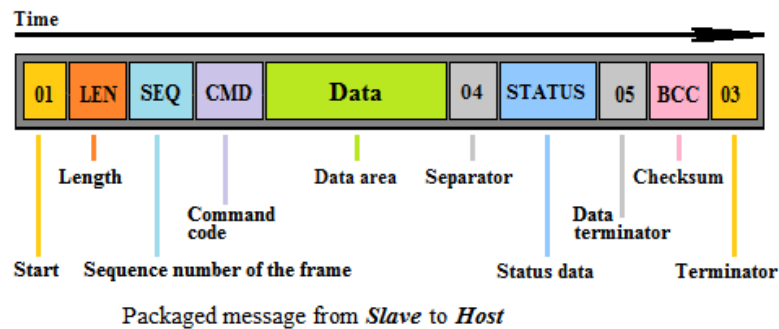 Time
01 LEN SEQ CMD Data 04 STATUS 05 BCC 03
Length Data area Separator Checksum
Command
code
Data
terminator
Start Sequence number of the frame Status data Terminator
Packaged message from Slave to Host